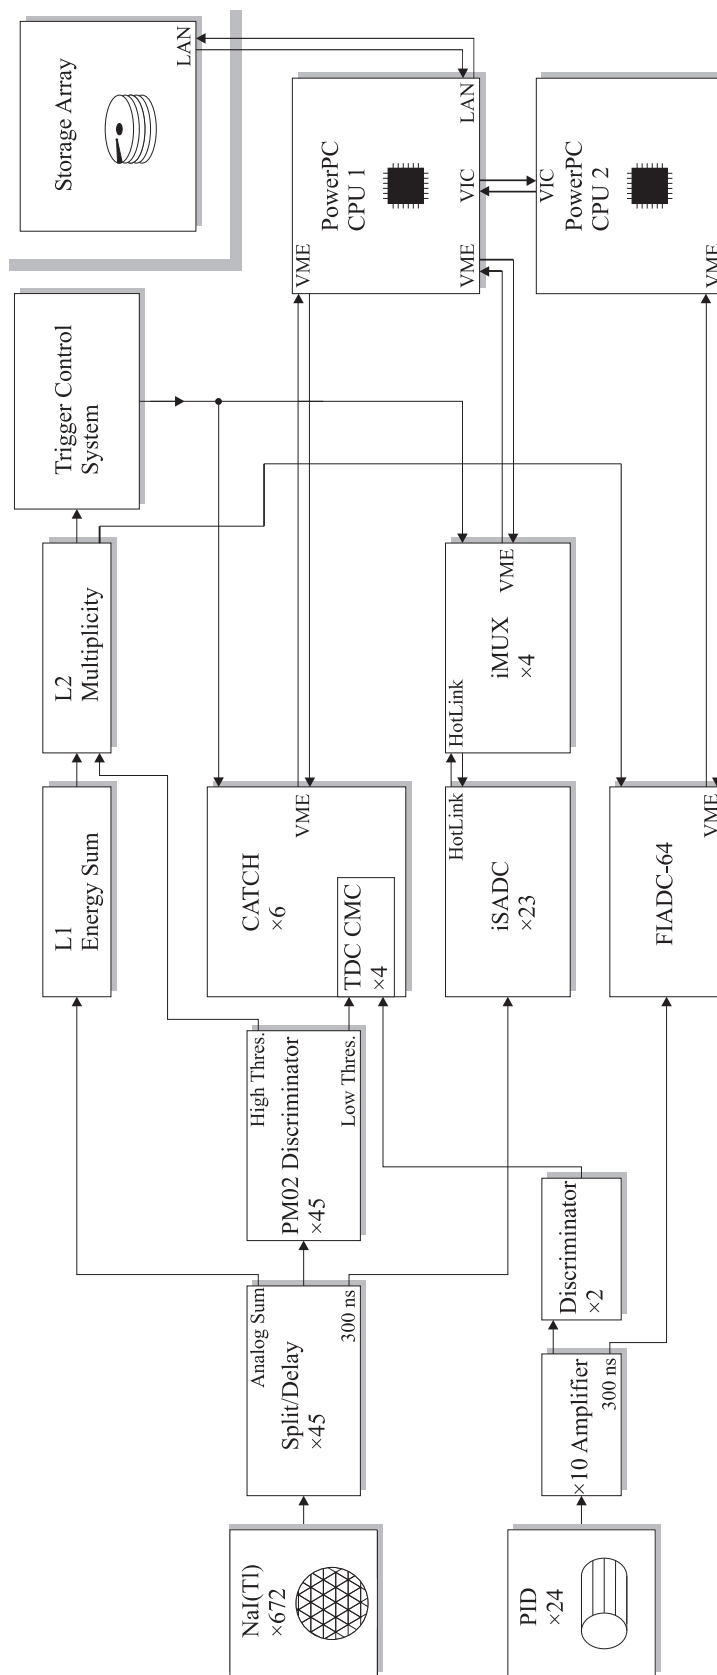 NaI(Tl)
×672
PID
×24
Analog Sum
Split/Delay
×45
300 ns
×10 Amplifier
300 ns
High Thres.
PM02 Discriminator
×45
Low Thres.
Discriminator
×2
L1
Energy Sum
CATCH
×6
VME
TDC CMC
×4
HotLink
iSADC
×23
FIADC-64
VME
L2
Multiplicity
HotLink
iMUX
×4
VME
Trigger Control
System
VME
PowerPC
CPU 1
VME
VIC
LAN
VIC
PowerPC
CPU 2
VME
Storage Array
LAN